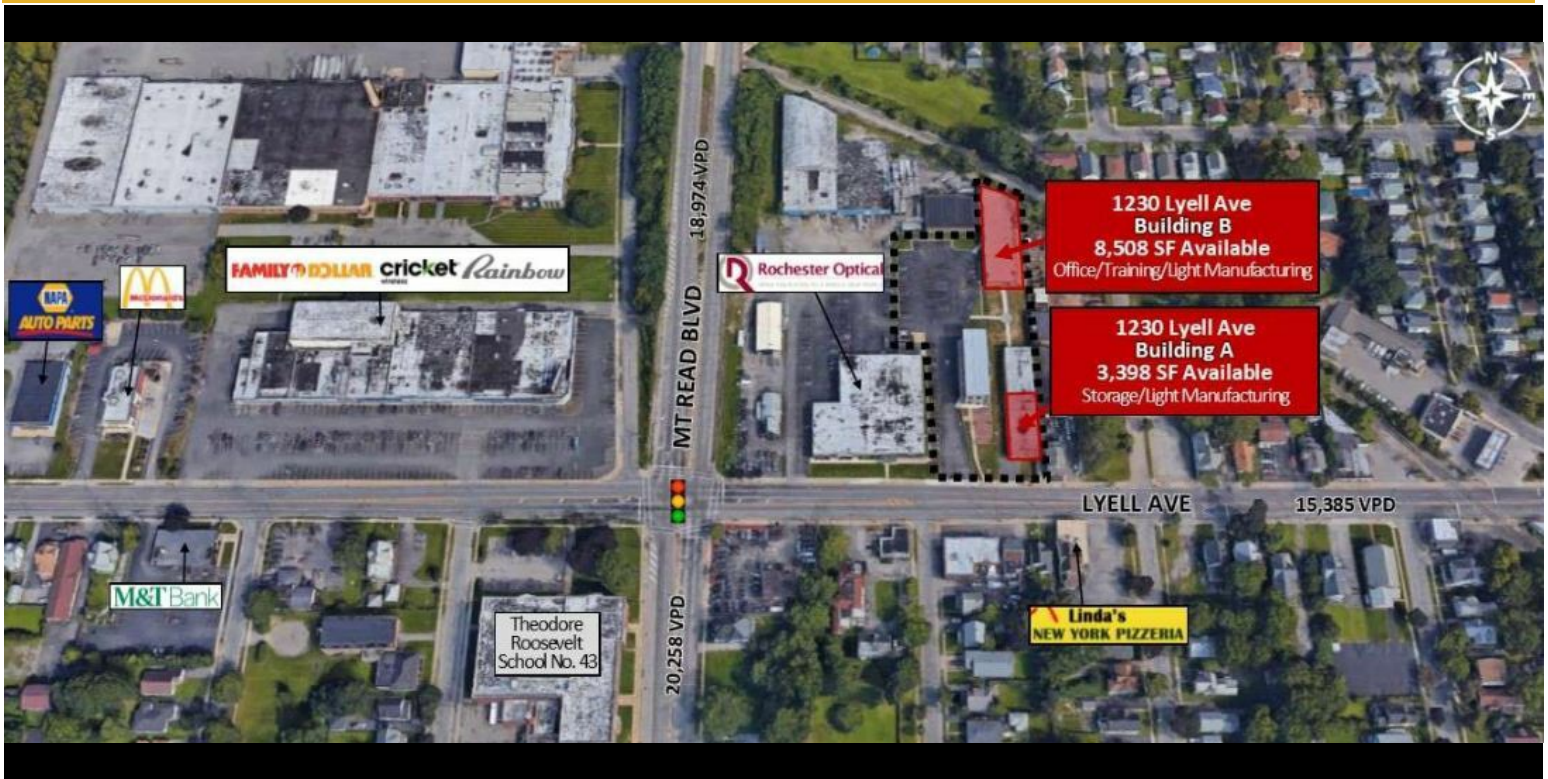 N
E
S
18,974 VPD
1230 Lyell Ave
Building B
8,508 SF Available
Office/Training/Light Manufacturing
FAMILY DOLLAR cricket Rainbow
wireless
Rochester Optical
McDonald's
NAPA
AUTO PARTS
MT READ BLVD
1230 Lyell Ave
Building A
3,398 SF Available
Storage/Light Manufacturing
LYELL AVE
15,385 VPD
M&T Bank
Theodore
Roosevelt
School No. 43
20,258 VPD
Linda's
NEW YORK PIZZERIA